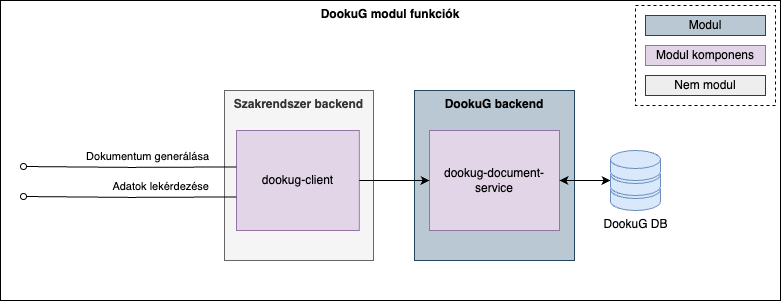 DookuG modul funkciók
Modul
Modul komponens
Nem modul
Szakrendszer backend
DookuG backend
Dokumentum generálása
Adatok lekérdezése
dookug-client
dookug-document-
service
DookuG DB